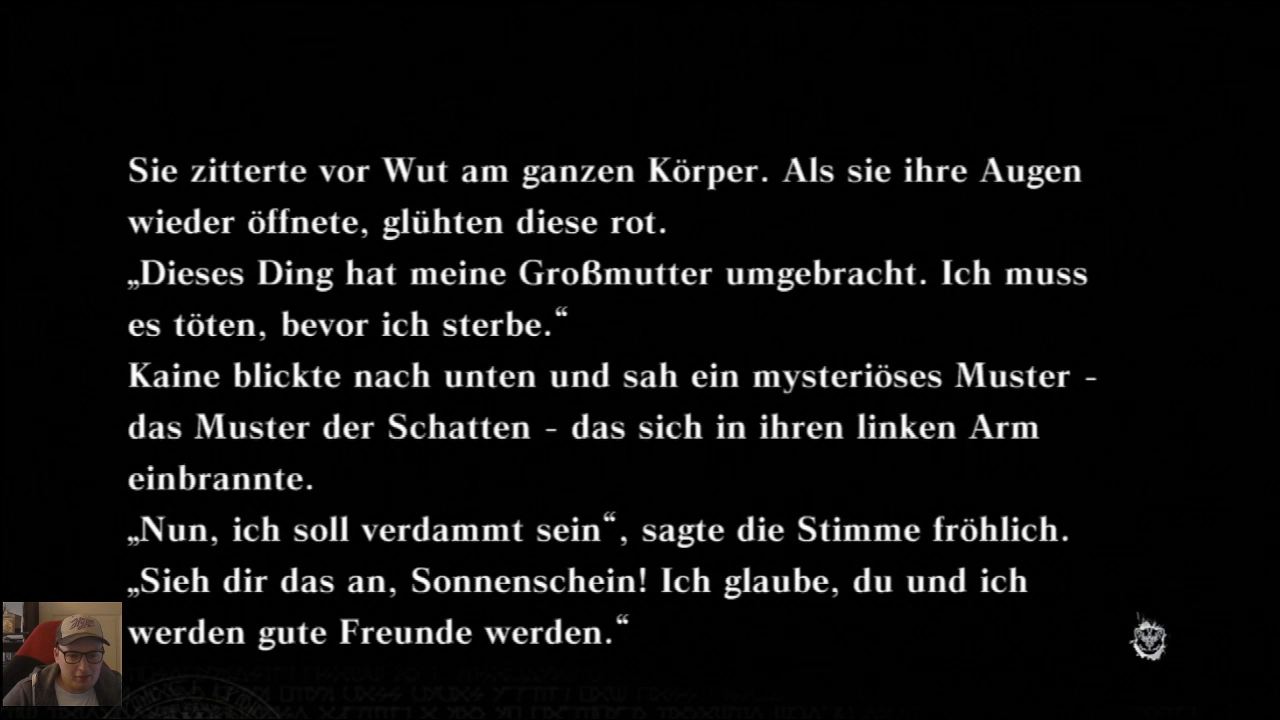 Sie zitterte vor Wut am ganzen Körper. Als sie ihre Augen
wieder öffnete, glühten diese rot.
„Dieses Ding hat meine Großmutter umgebracht. Ich muss
es töten, bevor ich sterbe.“
Kaine blickte nach unten und sah ein mysteriöses Muster -
das Muster der Schatten - das sich in ihren linken Arm
einbrannte.
„Nun, ich soll verdammt sein“, sagte die Stimme fröhlich.
„Sieh dir das an, Sonnenschein! Ich glaube, du und ich
werden gute Freunde werden.“